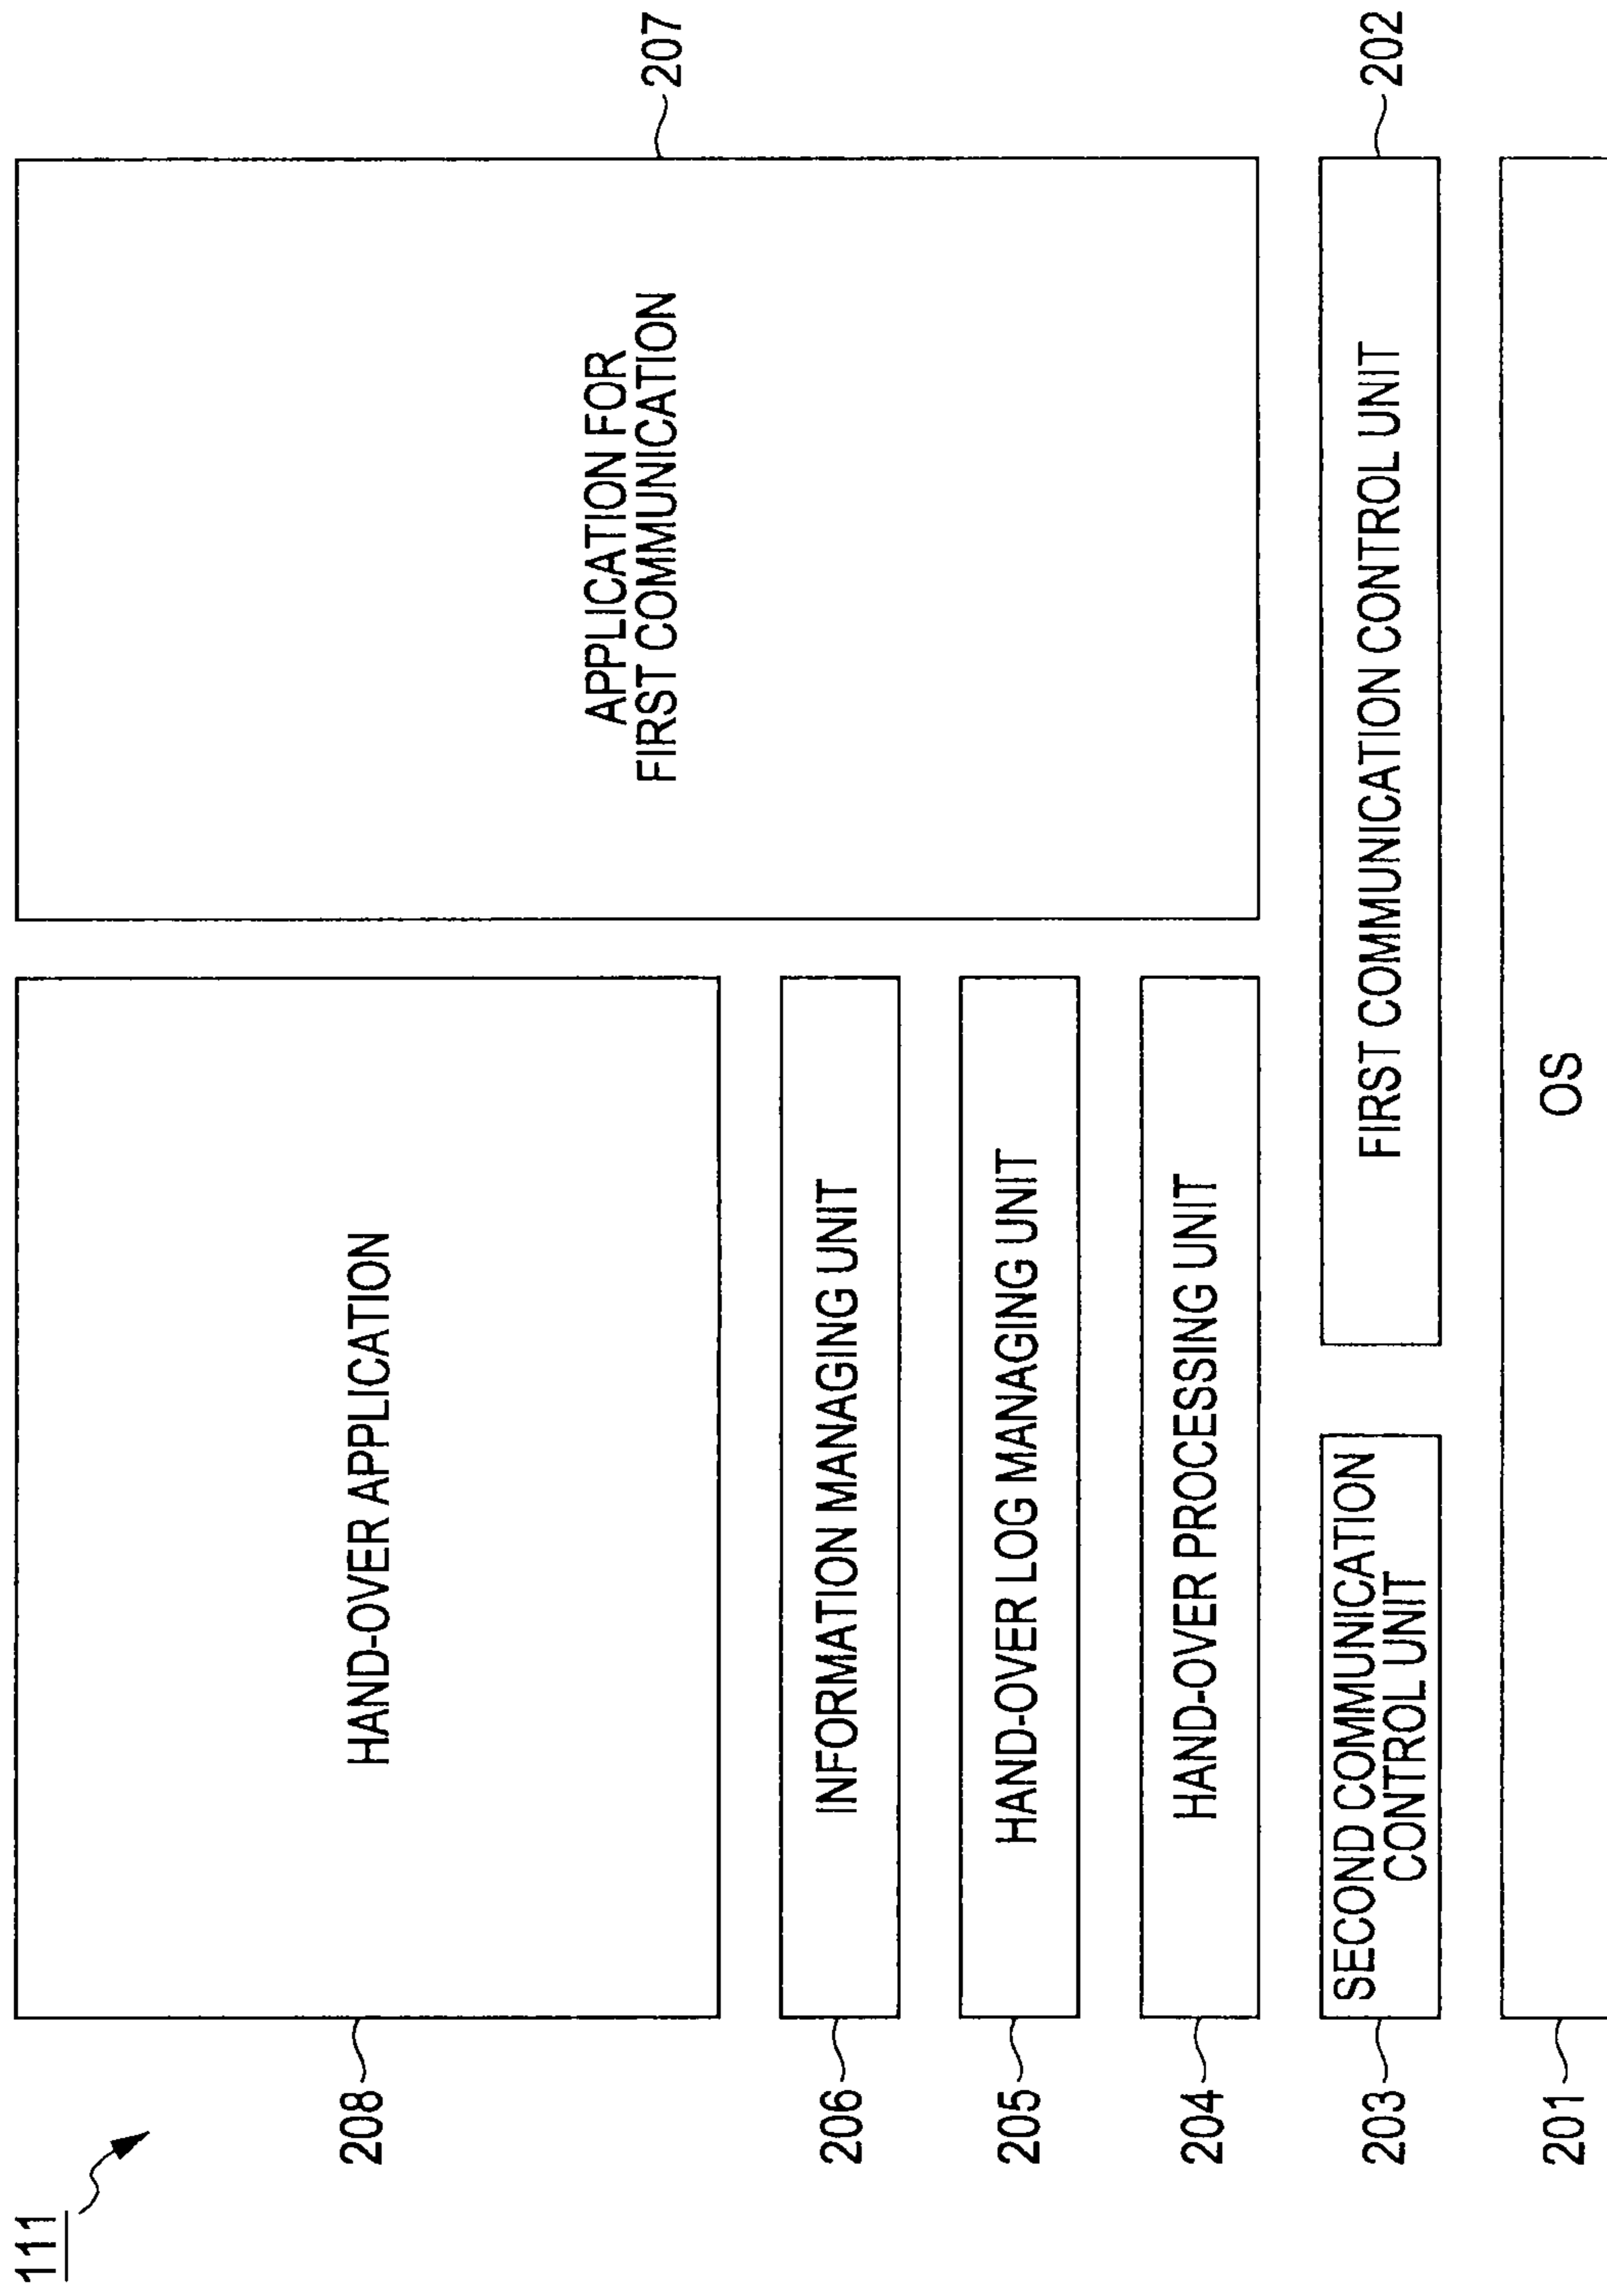 111
208
HAND-OVER APPLICATION
APPLICATION FOR
FIRST COMMUNICATION
207
206
INFORMATION MANAGING UNIT
205
HAND-OVER LOG MANAGING UNIT
204
HAND-OVER PROCESSING UNIT
203
SECOND COMMUNICATION
CONTROL UNIT
FIRST COMMUNICATION CONTROL UNIT
202
201
OS